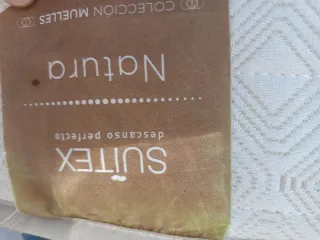 SUITEX
descanso perfecto
Natura
COLECCIÓN MUELLES